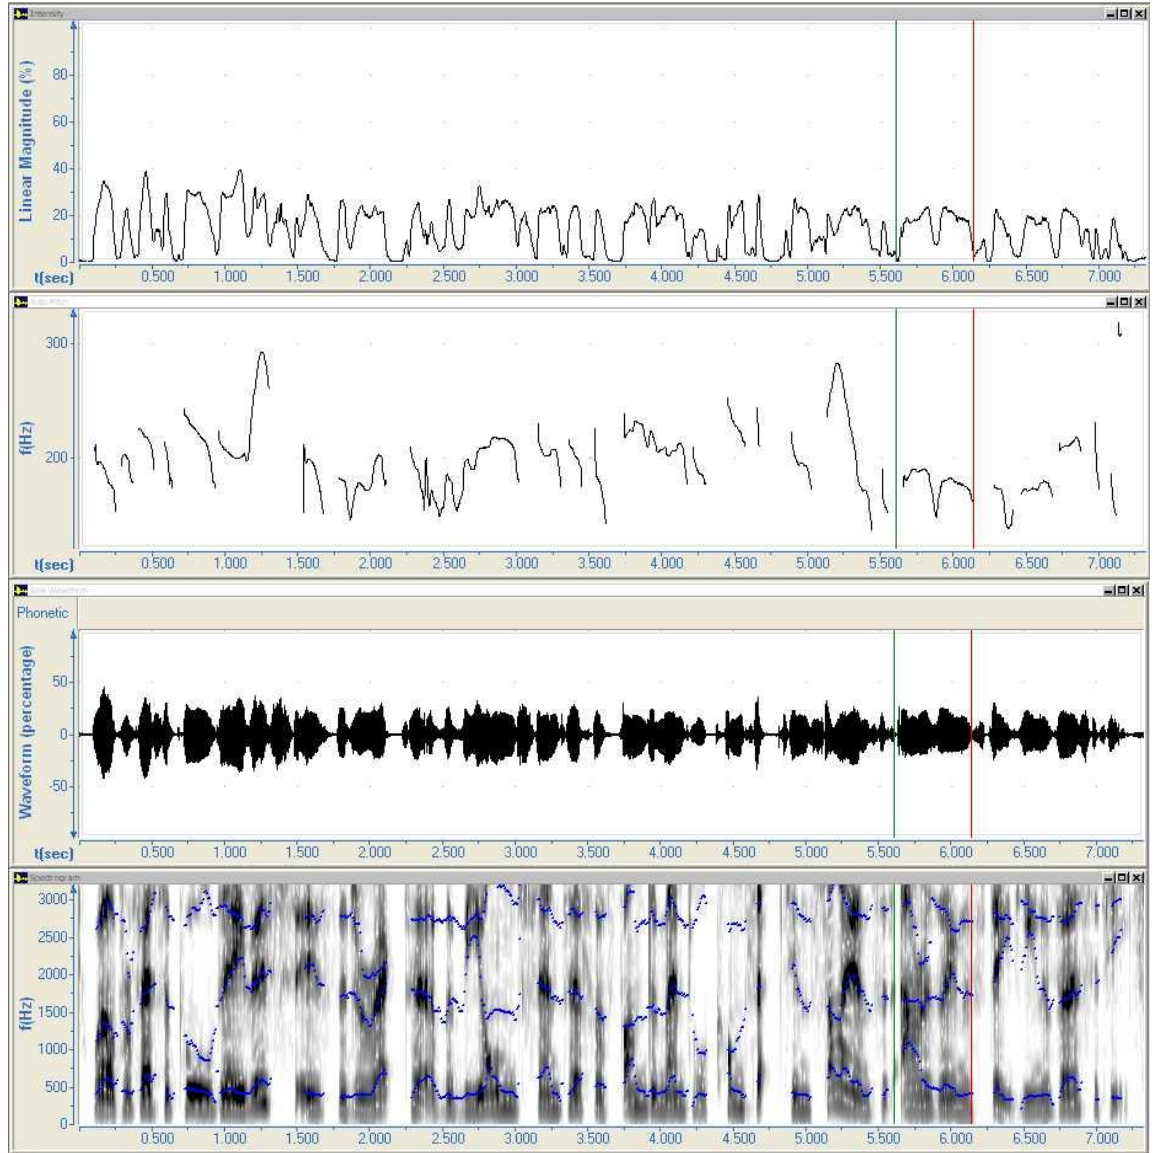 Intensity
Linear Magnitude (%)
80
60
40
20
0
t(sec)
0.500 1.000 1.500 2.000 2.500 3.000 3.500 4.000 4.500 5.000 5.500 6.000 6.500 7.000
Auto Pitch
f(Hz)
300
200
t(sec)
0.500 1.000 1.500 2.000 2.500 3.000 3.500 4.000 4.500 5.000 5.500 6.000 6.500 7.000
Raw Waveform
Phonetic
Waveform (percentage)
50
0
-50
t(sec)
0.500 1.000 1.500 2.000 2.500 3.000 3.500 4.000 4.500 5.000 5.500 6.000 6.500 7.000
Spectrogram
f(Hz)
3000
2500
2000
1500
1000
500
0
t(sec)
0.500 1.000 1.500 2.000 2.500 3.000 3.500 4.000 4.500 5.000 5.500 6.000 6.500 7.000